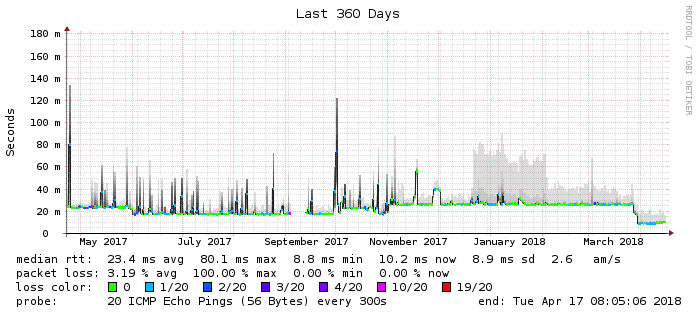 Last 360 Days
RRDTOOL / TOBI OETIKER
Seconds
180 m
160 m
140 m
120 m
100 m
80 m
60 m
40 m
20 m
0
May 2017 July 2017 September 2017 November 2017 January 2018 March 2018
median rtt: 23.4 ms avg 80.1 ms max 8.8 ms min 10.2 ms now 8.9 ms sd 2.6 am/s
packet loss: 3.19 % avg 100.00 % max 0.00 % min 0.00 % now
loss color: 0 1/20 2/20 3/20 4/20 10/20 19/20
probe: 20 ICMP Echo Pings (56 Bytes) every 300s end: Tue Apr 17 08:05:06 2018